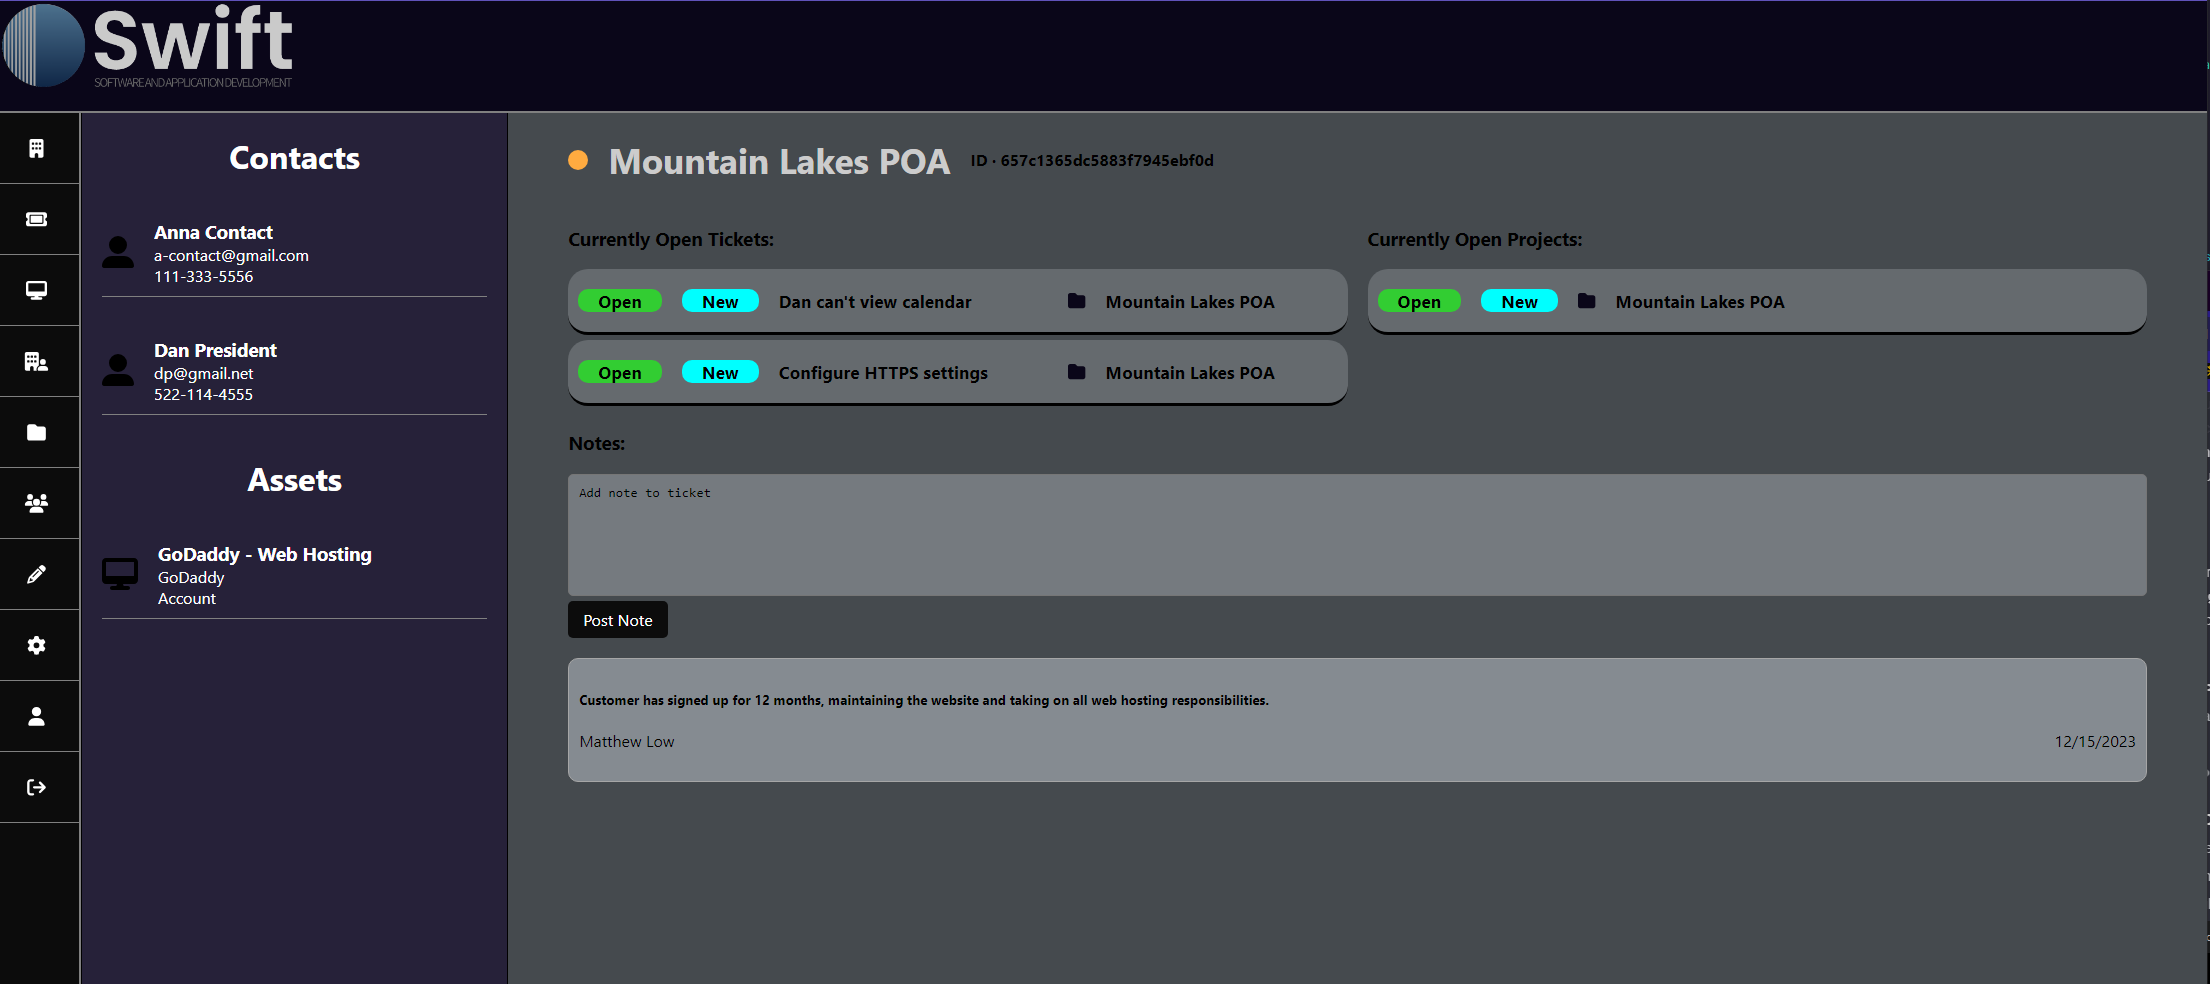 Swift
SOFTWARE AND APPLICATION DEVELOPMENT
Contacts
Anna Contact
a-contact@gmail.com
111-333-5556
Dan President
dp@gmail.net
522-114-4555
Assets
GoDaddy - Web Hosting
GoDaddy
Account
Mountain Lakes POA ID · 657c1365dc5883f7945ebf0d
Currently Open Tickets:
Open New Dan can't view calendar Mountain Lakes POA
Open New Configure HTTPS settings Mountain Lakes POA
Currently Open Projects:
Open New Mountain Lakes POA
Notes:
Add note to ticket
Post Note
Customer has signed up for 12 months, maintaining the website and taking on all web hosting responsibilities.
Matthew Low 12/15/2023